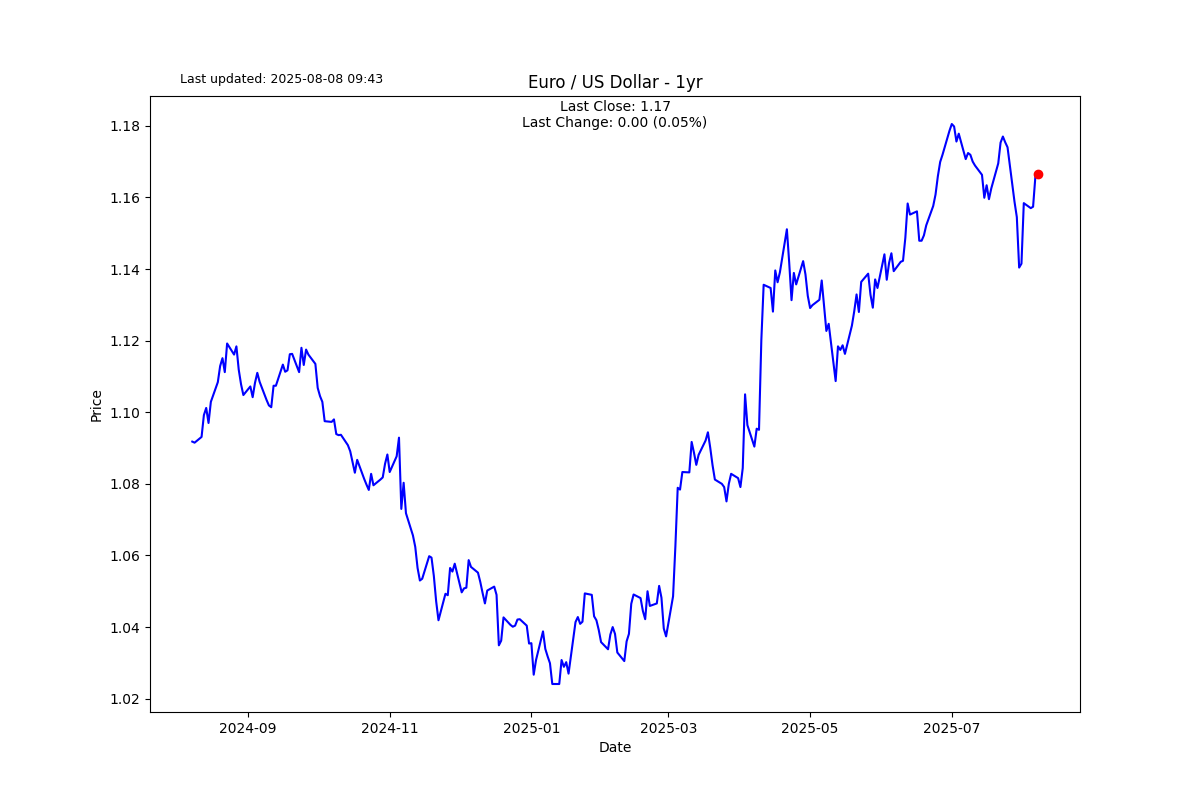 Last updated: 2025-08-08 09:43
Euro / US Dollar - 1yr
Last Close: 1.17
Last Change: 0.00 (0.05%)
1.18
1.16
1.14
1.12
1.10
1.08
1.06
1.04
1.02
Price
2024-09 2024-11 2025-01 2025-03 2025-05 2025-07
Date